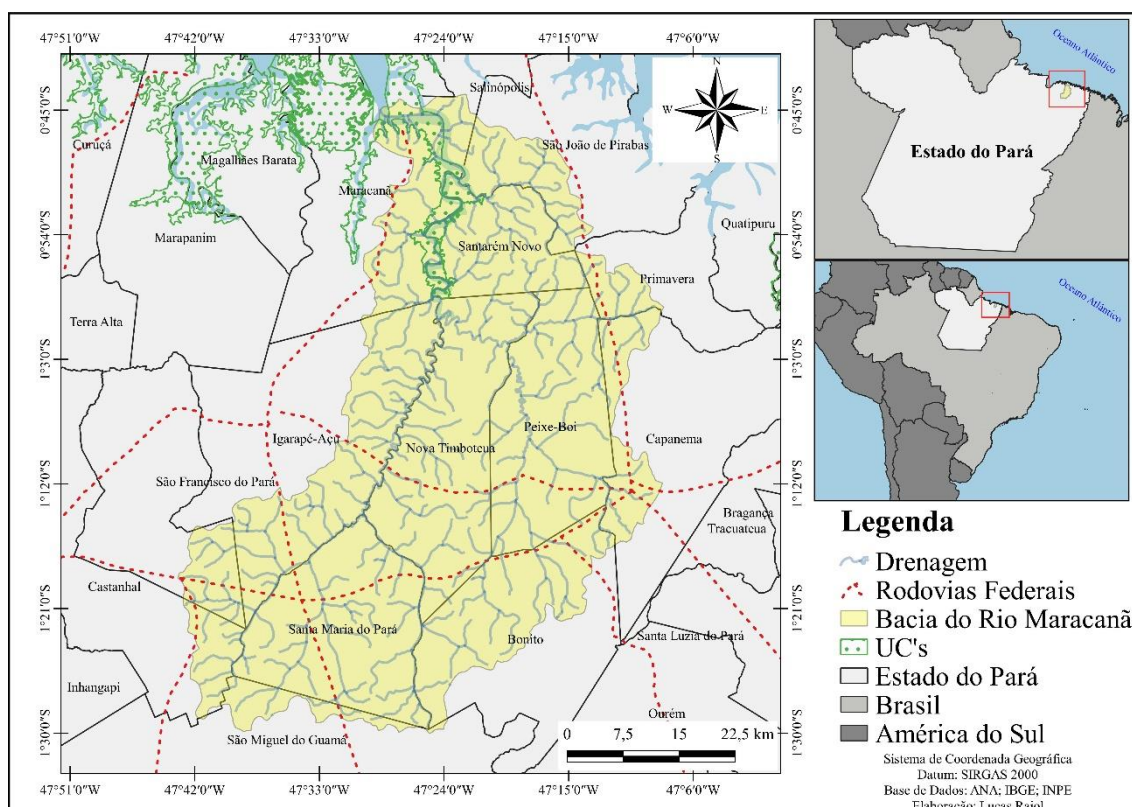 47°51'0"W 47°42'0"W 47°33'0"W 47°24'0"W 47°15'0"W 47°6'0"W
0°45'0"S
0°54'0"S
1°3'0"S
1°12'0"S
1°21'0"S
1°30'0"S
Salinópolis
N
W E
S
Curuçá
Magalhães Barata
São João de Pirabas
Maracanã
Marapanim
Santarém Novo
Quatipuru
Primavera
Terra Alta
Igarapé-Açu
Nova Timboteua
Peixe-Boi
Capanema
São Francisco do Pará
Bragança
Tracuateua
Castanhal
Santa Maria do Pará
Bonito
Santa Luzia do Pará
Inhangapi
Ourém
São Miguel do Guamá
0 7,5 15 22,5 km
47°51'0"W 47°42'0"W 47°33'0"W 47°24'0"W 47°15'0"W 47°6'0"W
0°45'0"S
0°54'0"S
1°3'0"S
1°12'0"S
1°21'0"S
1°30'0"S
Oceano Atlântico
Estado do Pará
Oceano Atlântico
Legenda
Drenagem
Rodovias Federais
Bacia do Rio Maracanã
UC's
Estado do Pará
Brasil
América do Sul
Sistema de Coordenada Geográfica
Datum: SIRGAS 2000
Base de Dados: ANA; IBGE; INPE
Elaboração: Lucas Rajol